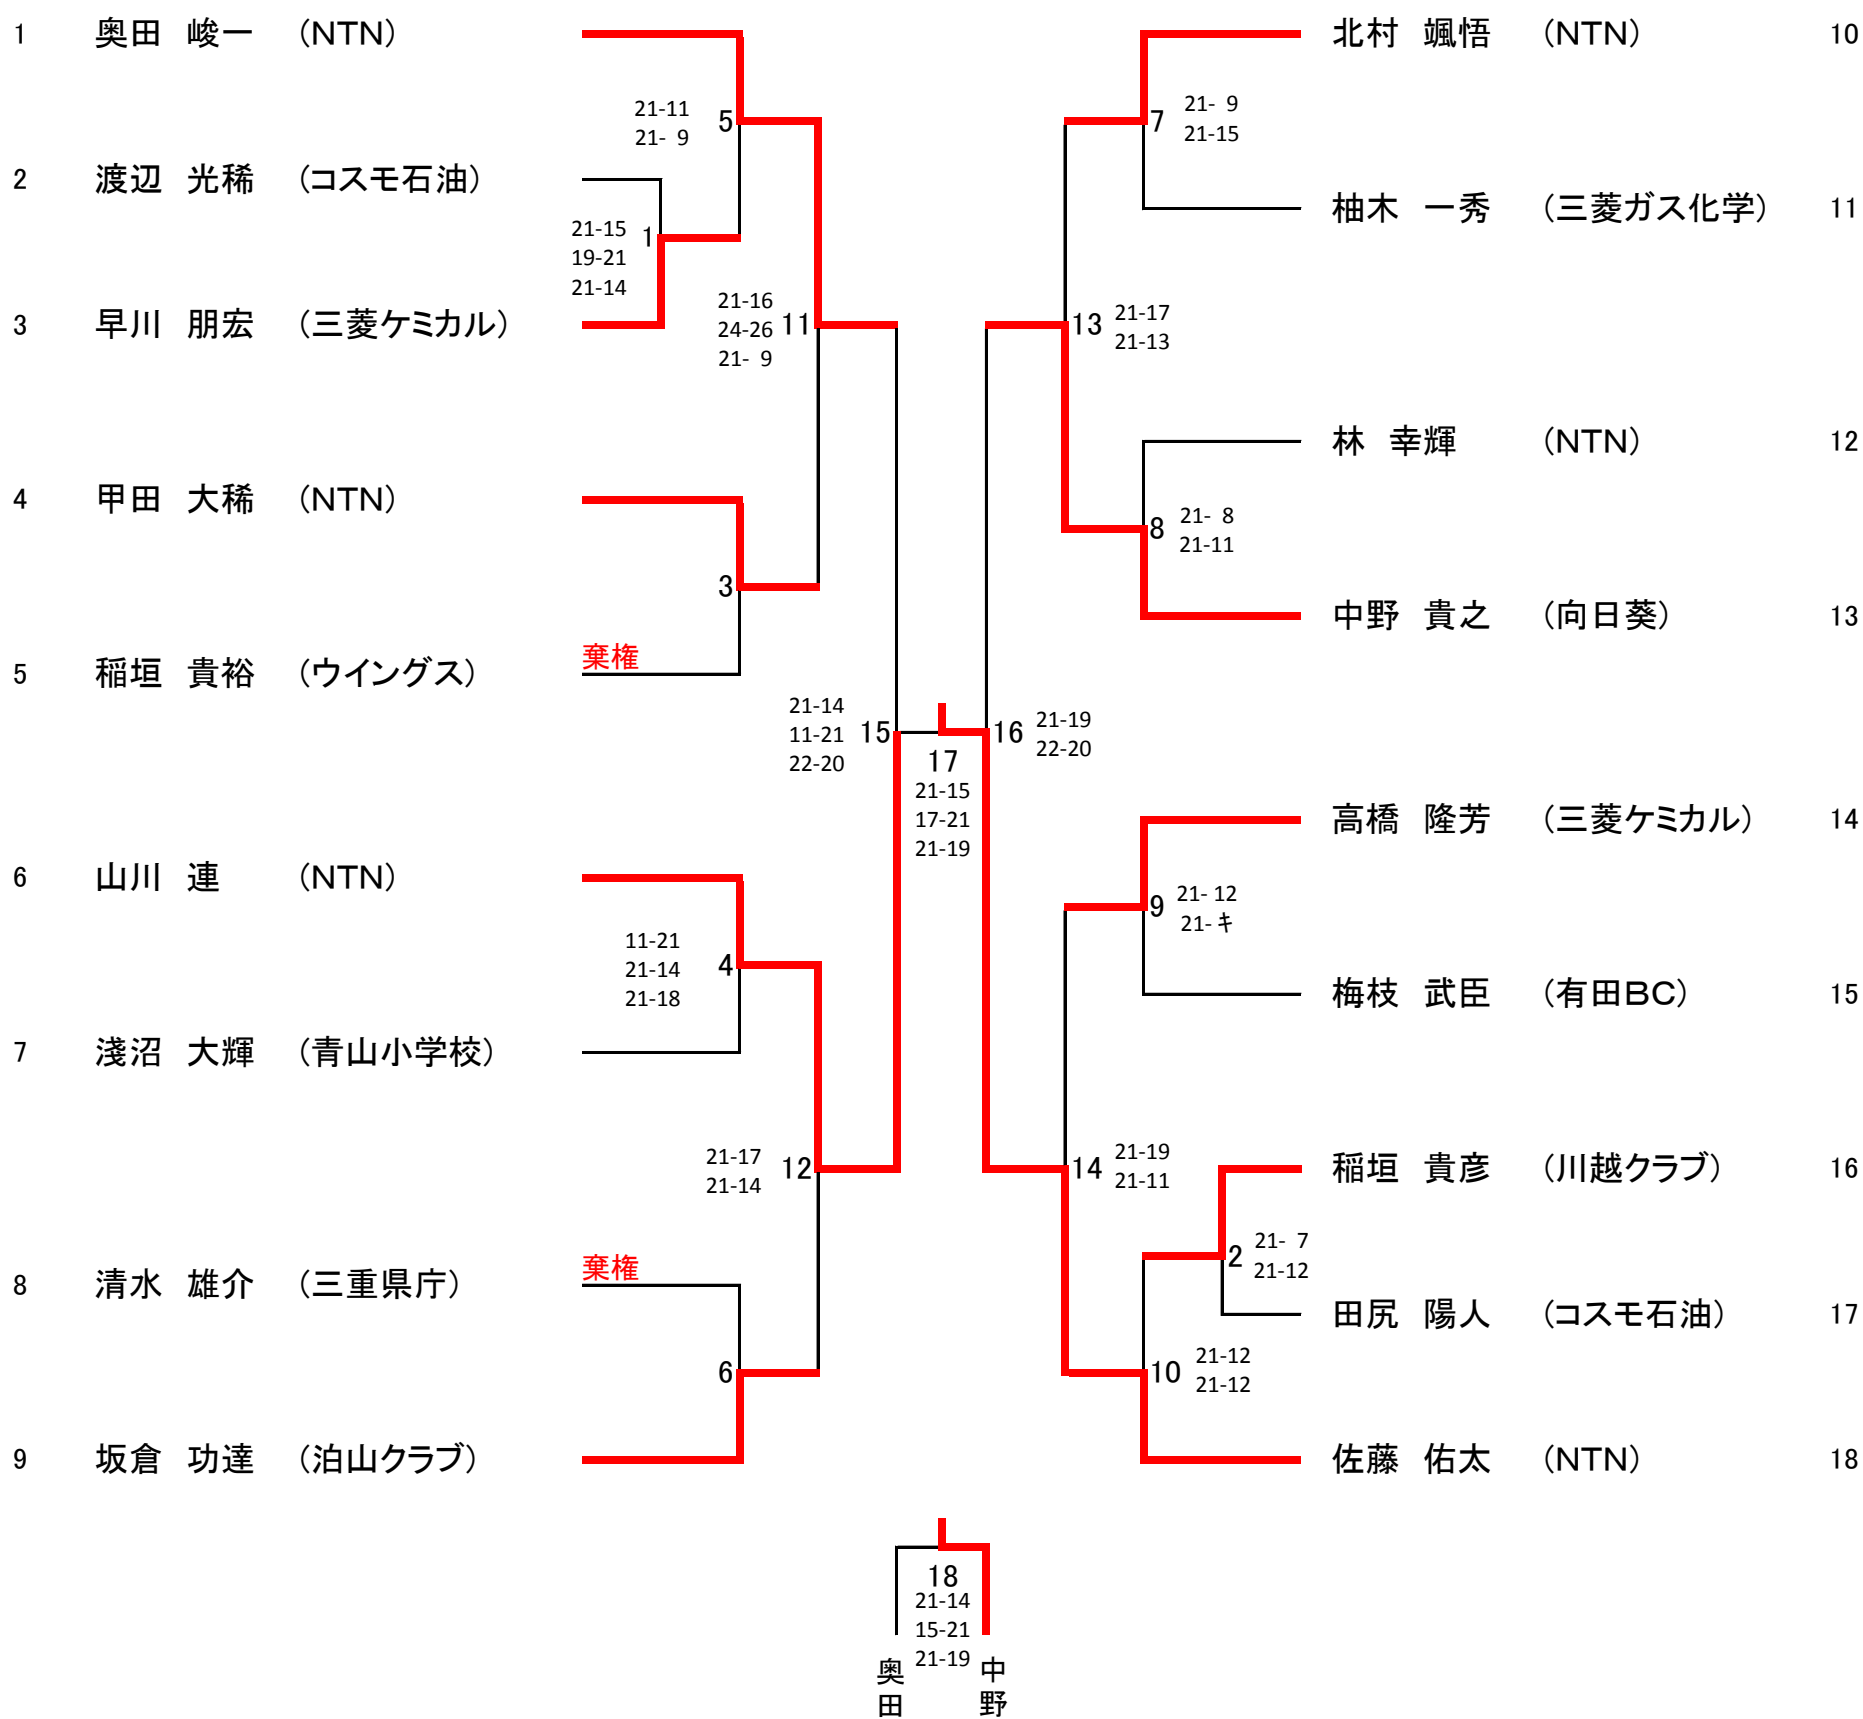 1 奥田 峻一 (NTN)
2 渡辺 光稀 (コスモ石油)
3 早川 朋宏 (三菱ケミカル)
4 甲田 大稀 (NTN)
5 稲垣 貴裕 (ウイングス)
棄権
6 山川 連 (NTN)
7 淺沼 大輝 (青山小学校)
8 清水 雄介 (三重県庁)
棄権
9 坂倉 功達 (泊山クラブ)
5
21-11
21- 9
1
21-15
19-21
21-14
11
21-16
24-26
21- 9
3
15
21-14
11-21
22-20
4
11-21
21-14
21-18
12
21-17
21-14
6
17
21-15
17-21
21-19
18
21-14
15-21
21-19
奥田
中野
北村 颯悟 (NTN) 10
柚木 一秀 (三菱ガス化学) 11
林 幸輝 (NTN) 12
中野 貴之 (向日葵) 13
高橋 隆芳 (三菱ケミカル) 14
梅枝 武臣 (有田BC) 15
稲垣 貴彦 (川越クラブ) 16
田尻 陽人 (コスモ石油) 17
佐藤 佑太 (NTN) 18
7
21- 9
21-15
13
21-17
21-13
8
21- 8
21-11
16
21-19
22-20
9
21- 12
21- キ
14
21-19
21-11
2
21- 7
21-12
10
21-12
21-12